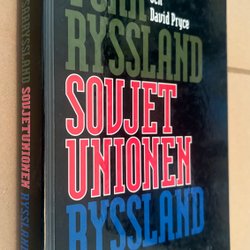 och
David Pryce
RYSSLAND
SOVJET
UNIONEN
RYSSLAND
RYSSLAND SOVJETUNIONEN RYSSLAND